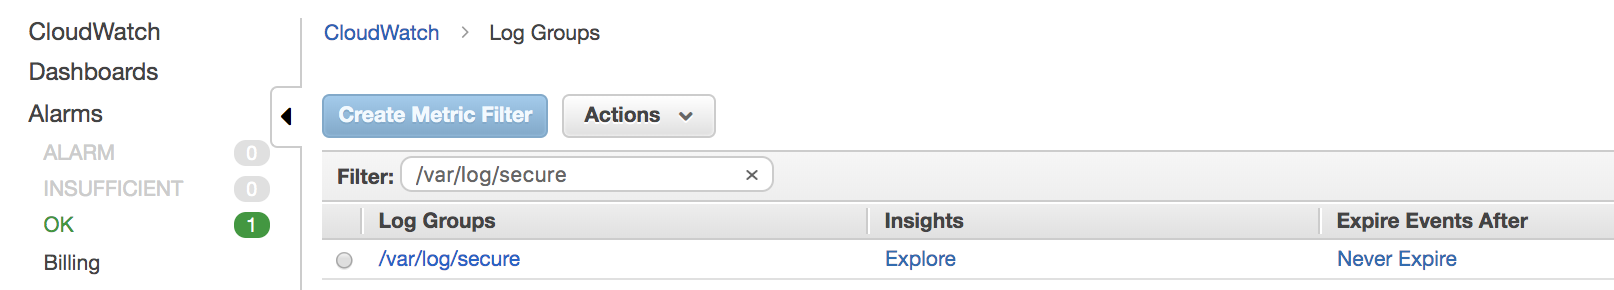 CloudWatch
Dashboards
Alarms
ALARM 0
INSUFFICIENT 0
OK 1
Billing
CloudWatch > Log Groups
Create Metric Filter Actions
Filter: /var/log/secure ×
Log Groups Insights Expire Events After
/var/log/secure Explore Never Expire